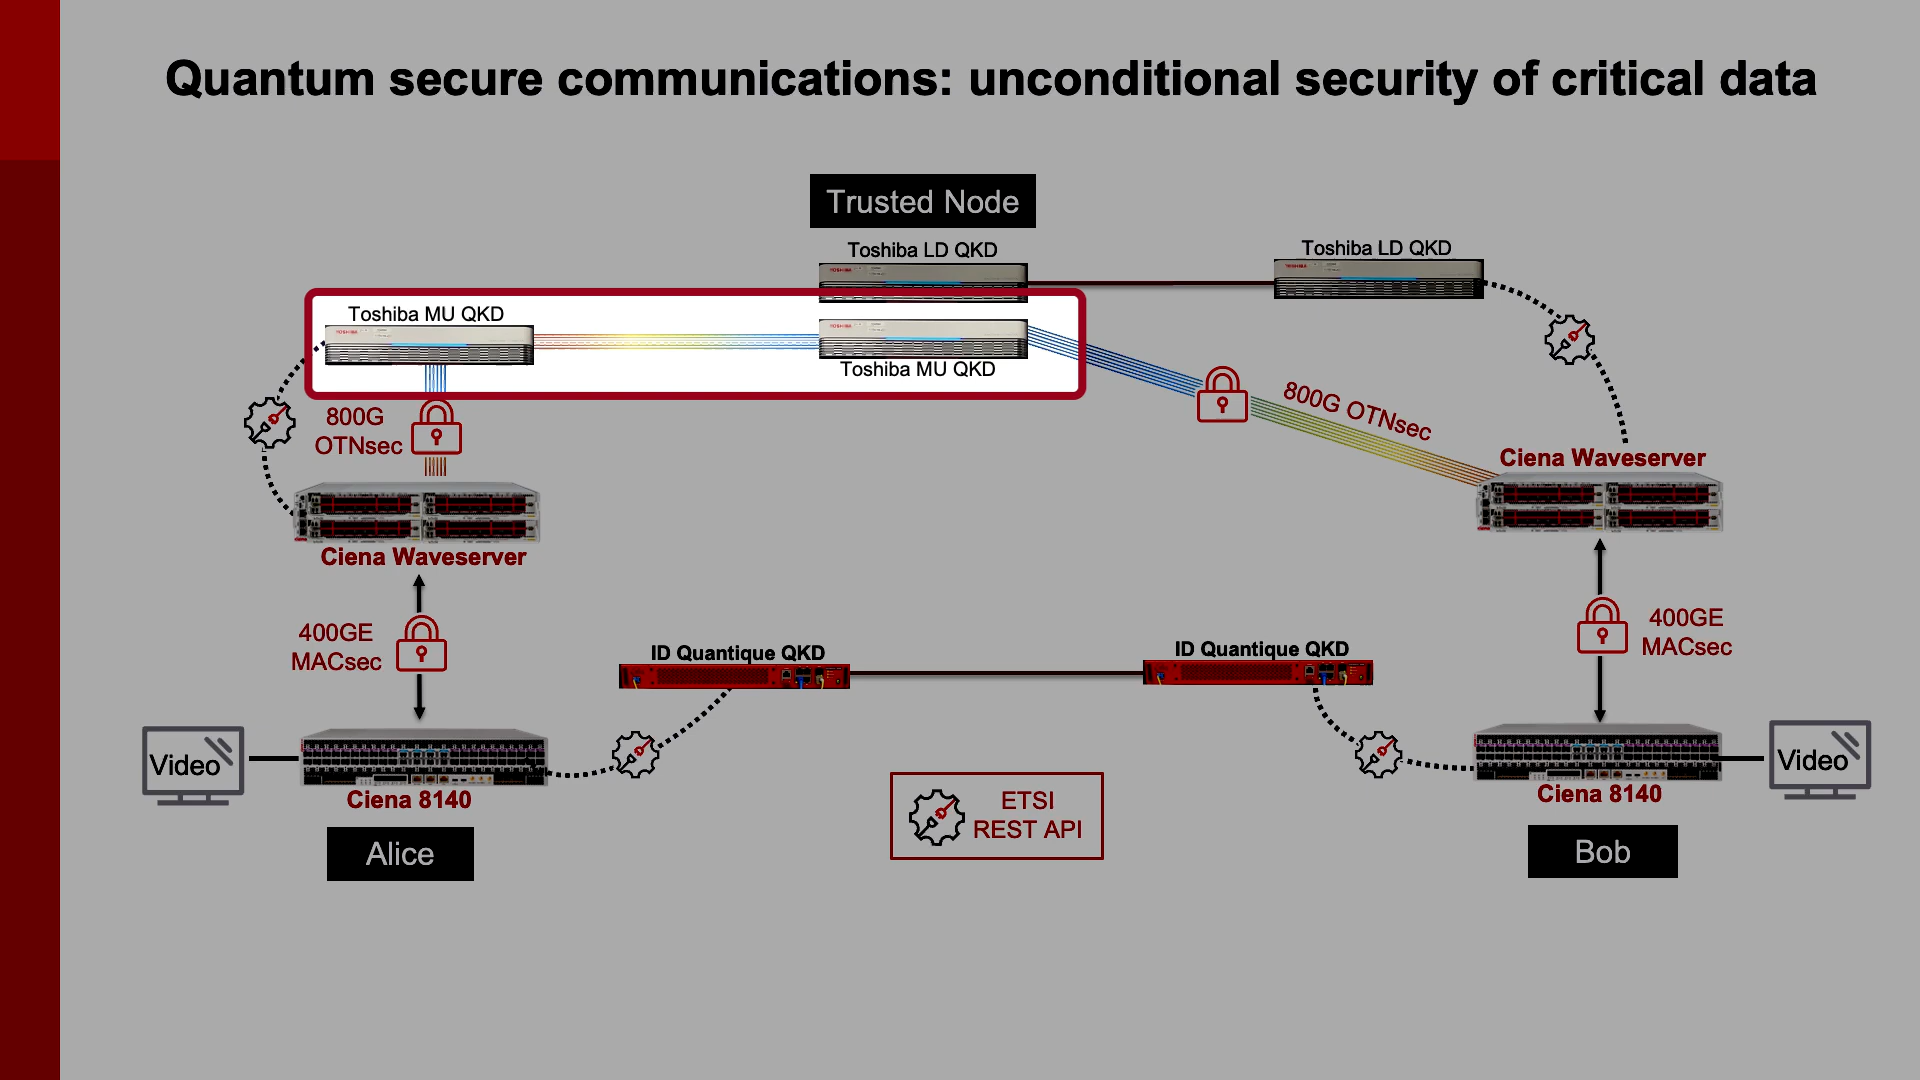 Quantum secure communications: unconditional security of critical data
Trusted Node
Toshiba LD QKD
Toshiba LD QKD
Toshiba MU QKD
Toshiba MU QKD
800G
OTNsec
800G OTNsec
Ciena Waveserver
Ciena Waveserver
400GE
MACsec
400GE
MACsec
ID Quantique QKD
ID Quantique QKD
Video
Video
Ciena 8140
Ciena 8140
ETSI
REST API
Alice
Bob